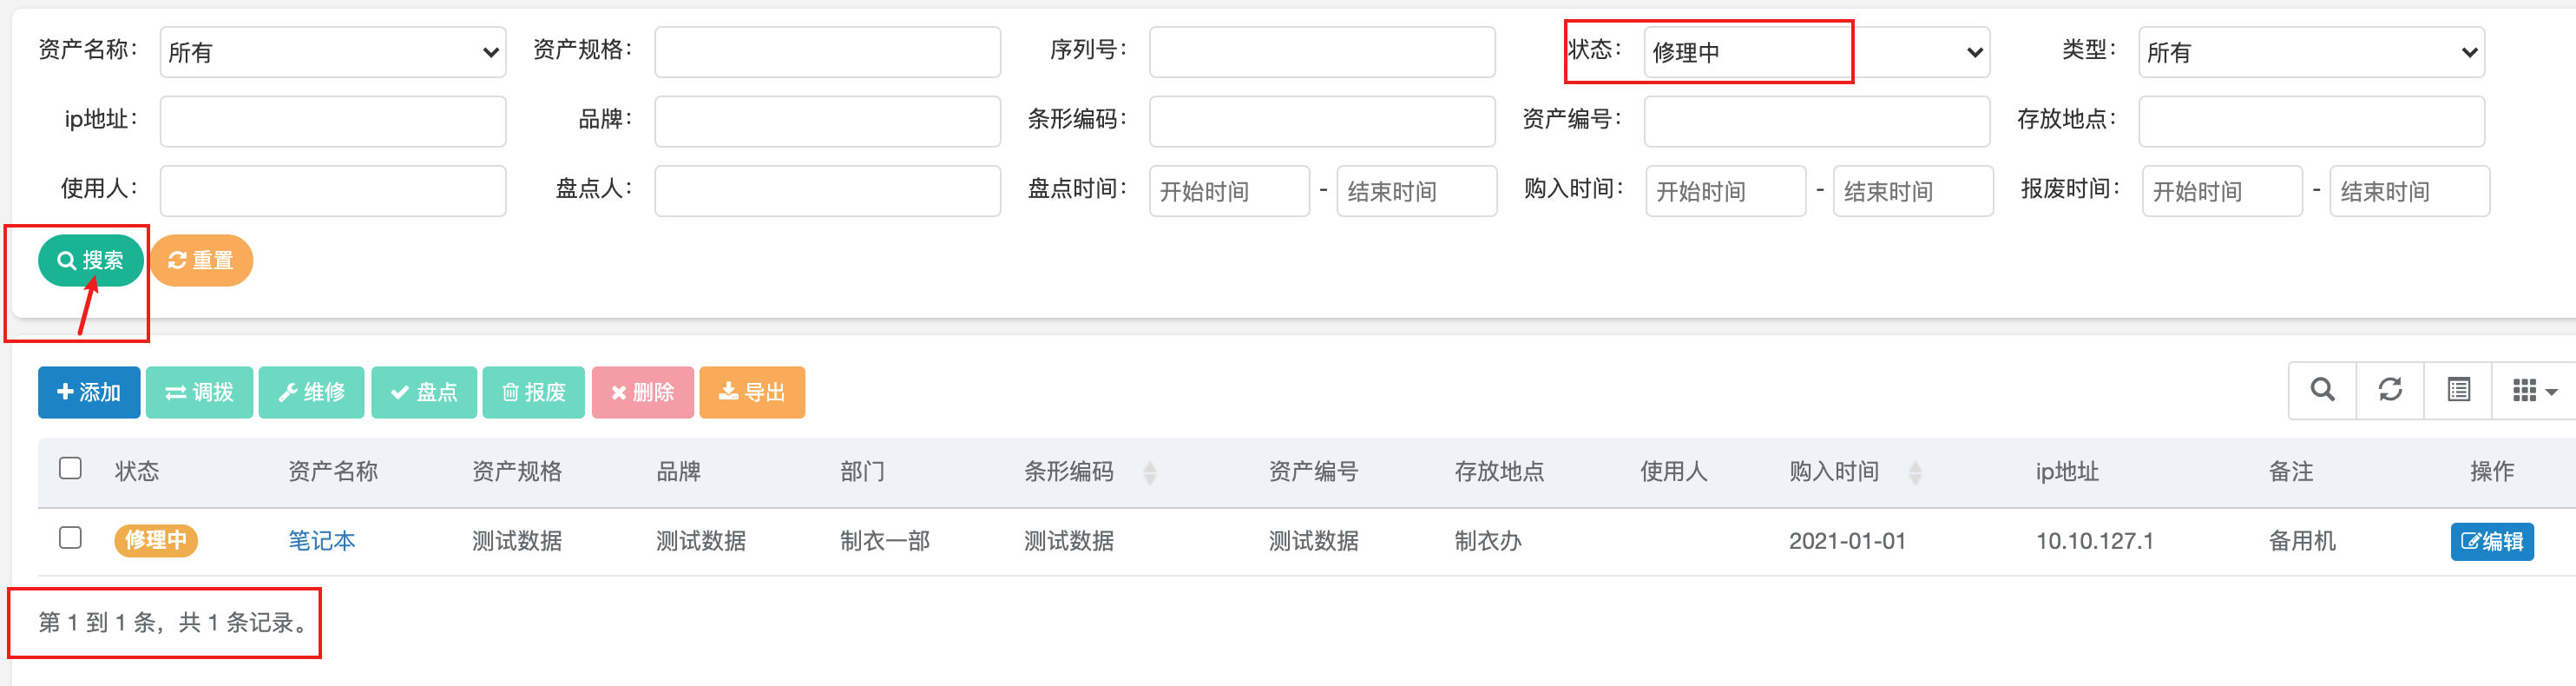 资产名称： 所有 资产规格： 序列号： 状态： 修理中 类型： 所有
ip地址： 品牌： 条形编码： 资产编号： 存放地点：
使用人： 盘点人： 盘点时间： 开始时间 - 结束时间 购入时间： 开始时间 - 结束时间 报废时间： 开始时间 - 结束时间
搜索 重置
添加 调拨 维修 盘点 报废 删除 导出
状态 资产名称 资产规格 品牌 部门 条形编码 资产编号 存放地点 使用人 购入时间 ip地址 备注 操作
修理中 笔记本 测试数据 测试数据 制衣一部 测试数据 测试数据 制衣办 2021-01-01 10.10.127.1 备用机 编辑
第 1 到 1 条，共 1 条记录。